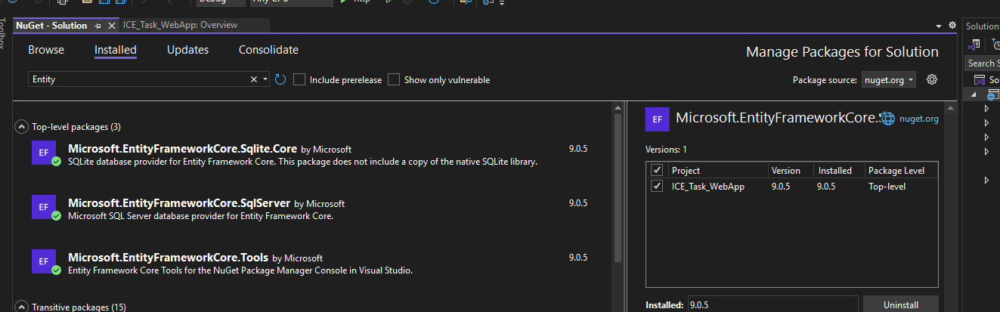 Debug
Any CPU
http
Toolbox
NuGet - Solution
ICE_Task_WebApp: Overview
Solution
Browse
Installed
Updates
Consolidate
Manage Packages for Solution
Search S
Entity
Include prerelease
Show only vulnerable
Package source:
nuget.org
So
Top-level packages (3)
EF
Microsoft.EntityFrameworkCore.Sqlite.Core by Microsoft
9.0.5
SQLite database provider for Entity Framework Core. This package does not include a copy of the native SQLite library.
EF
Microsoft.EntityFrameworkCore.SqlServer by Microsoft
9.0.5
Microsoft SQL Server database provider for Entity Framework Core.
EF
Microsoft.EntityFrameworkCore.Tools by Microsoft
9.0.5
Entity Framework Core Tools for the NuGet Package Manager Console in Visual Studio.
Transitive packages (15)
EF
Microsoft.EntityFrameworkCore.
nuget.org
Versions: 1
Project Version Installed Package Level
ICE_Task_WebApp 9.0.5 9.0.5 Top-level
Installed: 9.0.5
Uninstall